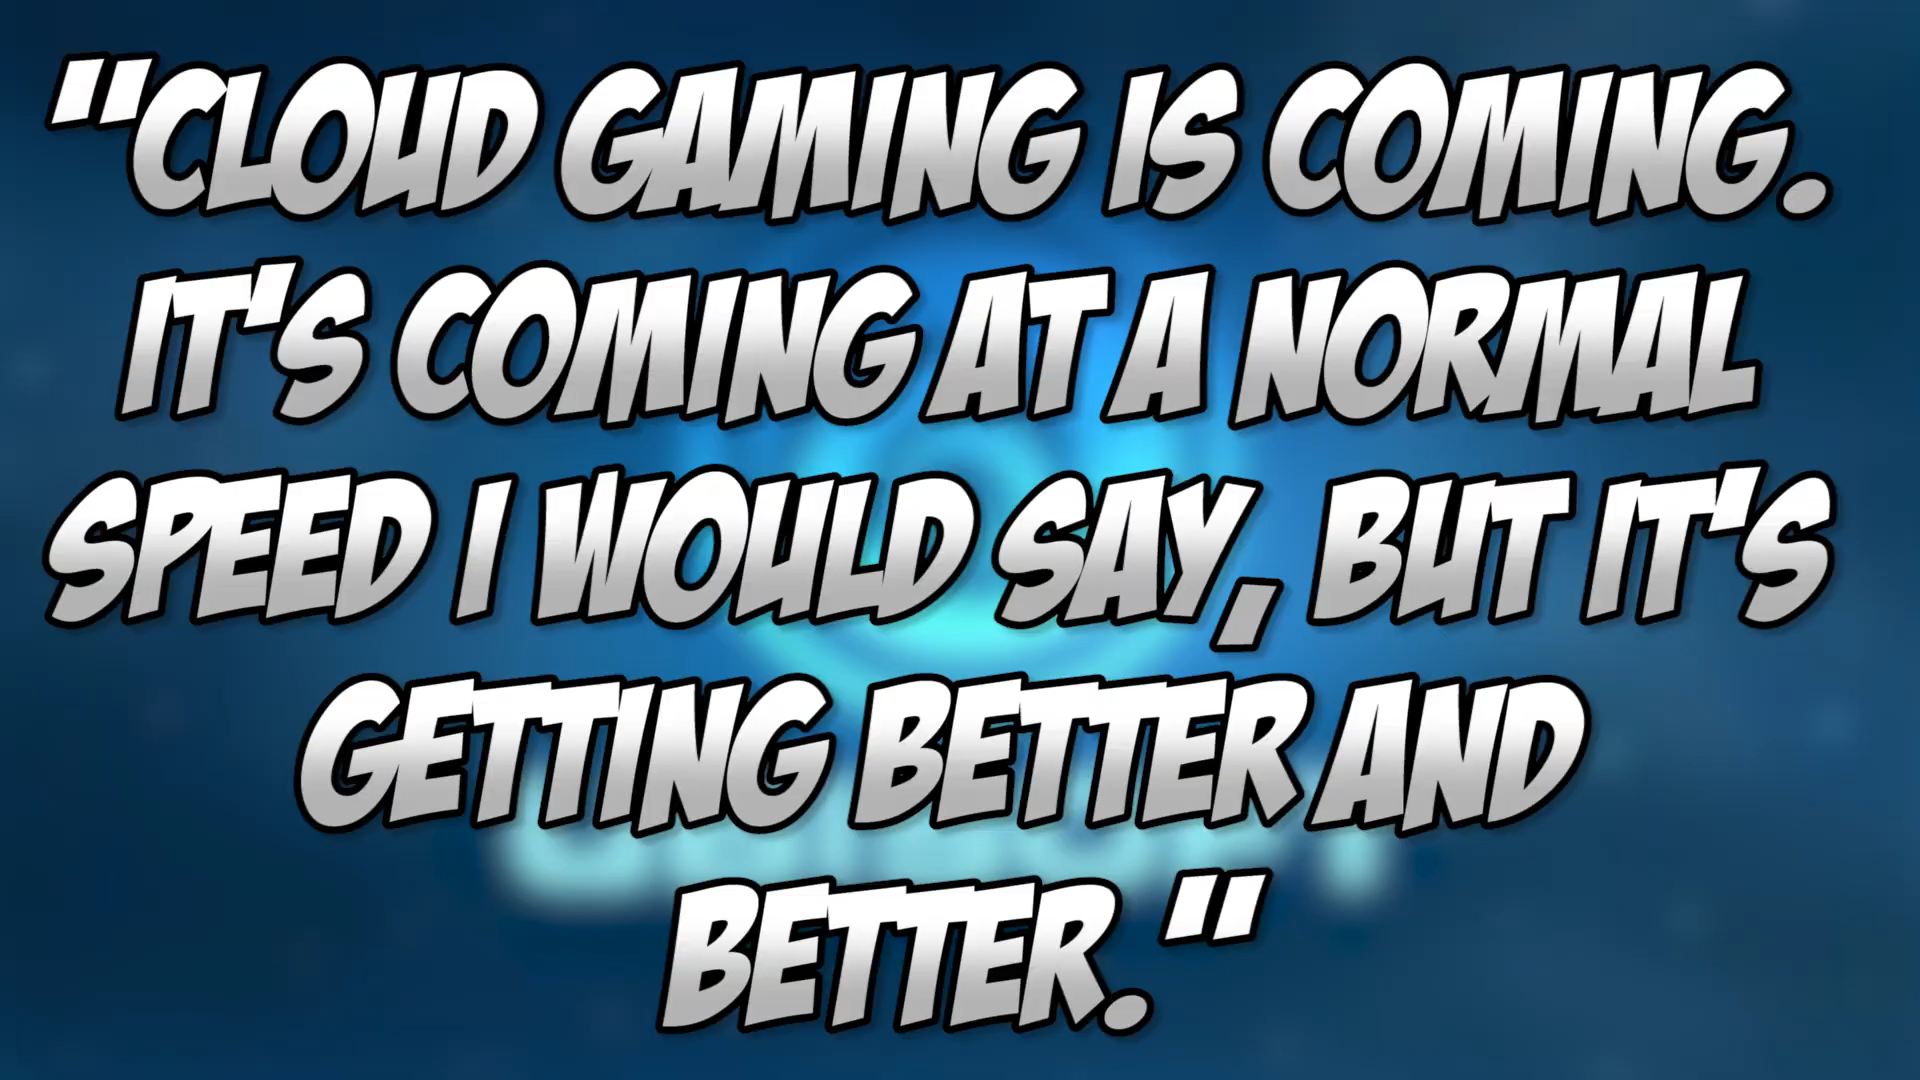 "CLOUD GAMING IS COMING.
IT'S COMING AT A NORMAL
SPEED I WOULD SAY, BUT IT'S
GETTING BETTER AND
BETTER."